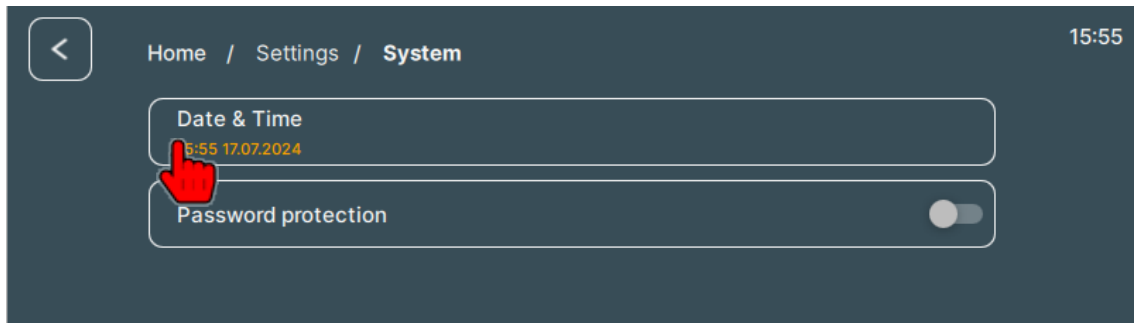 Home / Settings / System
15:55
Date & Time
5:55 17.07.2024
Password protection